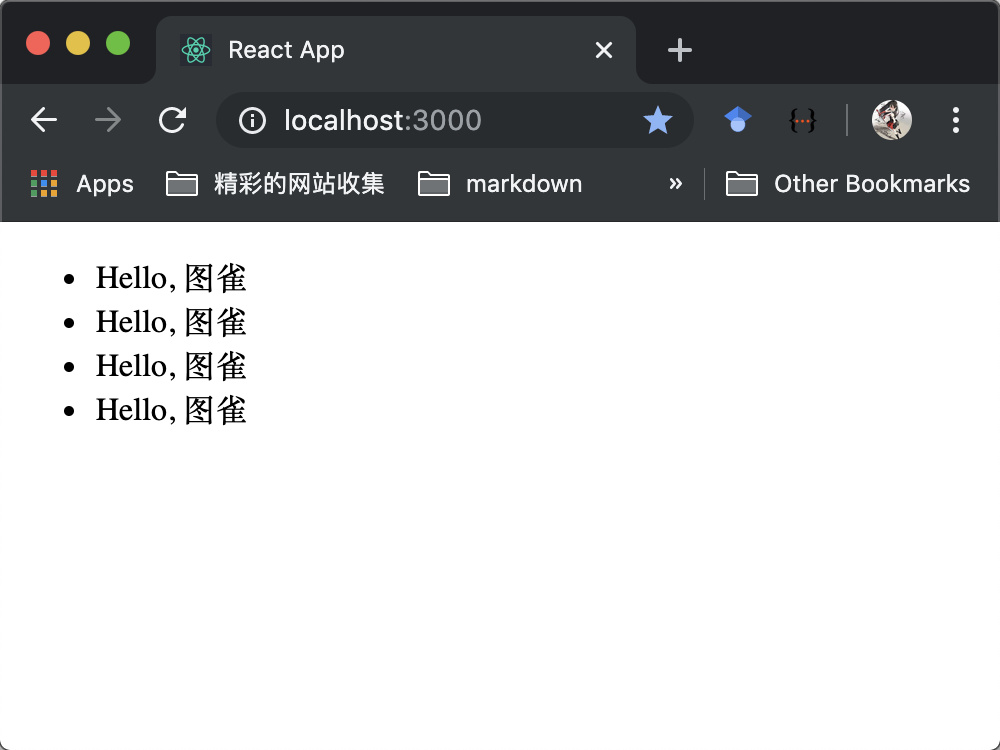 React App
localhost:3000
Apps 精彩的网站收集 markdown » Other Bookmarks
Hello, 图雀
Hello, 图雀
Hello, 图雀
Hello, 图雀